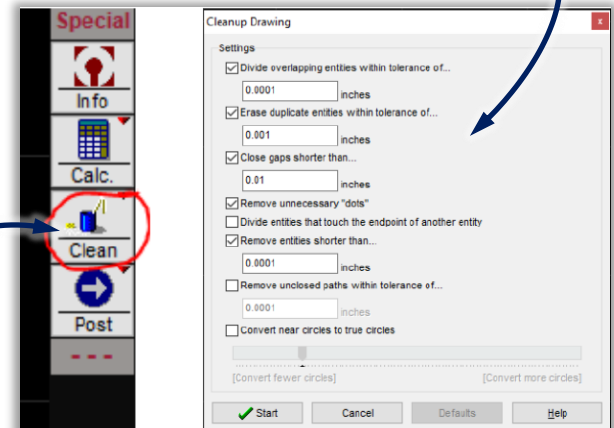 Special
Info
Calc.
Clean
Post
- - -
Cleanup Drawing
x
Settings
Divide overlapping entities within tolerance of...
0.0001 inches
Erase duplicate entities within tolerance of...
0.001 inches
Close gaps shorter than...
0.01 inches
Remove unnecessary "dots"
Divide entities that touch the endpoint of another entity
Remove entities shorter than...
0.0001 inches
Remove unclosed paths within tolerance of...
0.0001 inches
Convert near circles to true circles
[Convert fewer circles] [Convert more circles]
Start Cancel Defaults Help